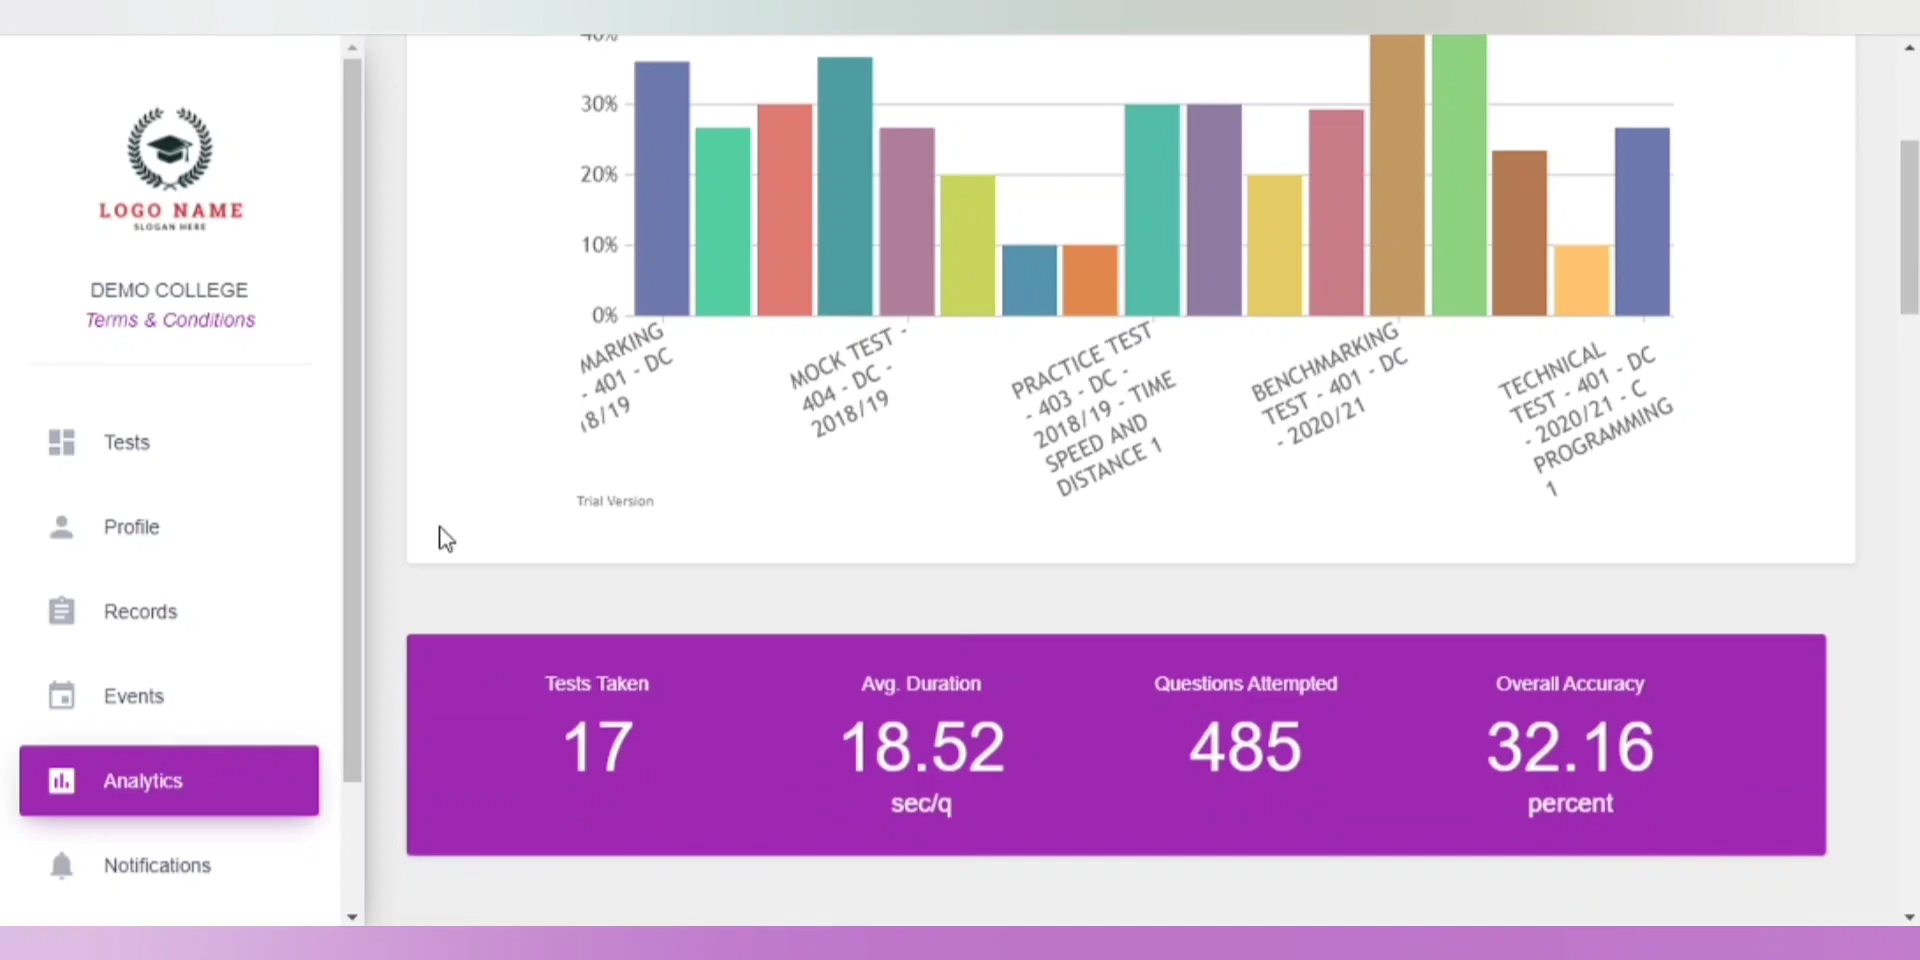 LOGO NAME
SLOGAN HERE
DEMO COLLEGE
Terms & Conditions
Tests
Profile
Records
Events
Analytics
Notifications
40%
30%
20%
10%
0%
MARKING
- 401 - DC
8/19
MOCK TEST -
404 - DC -
2018/19
PRACTICE TEST
- 403 - DC -
2018/19 - TIME
SPEED AND
DISTANCE 1
BENCHMARKING
TEST - 401 - DC
- 2020/21
TECHNICAL
TEST - 401 - DC
- 2020/21 - C
PROGRAMMING
1
Trial Version
Tests Taken
17
Avg. Duration
18.52
sec/q
Questions Attempted
485
Overall Accuracy
32.16
percent